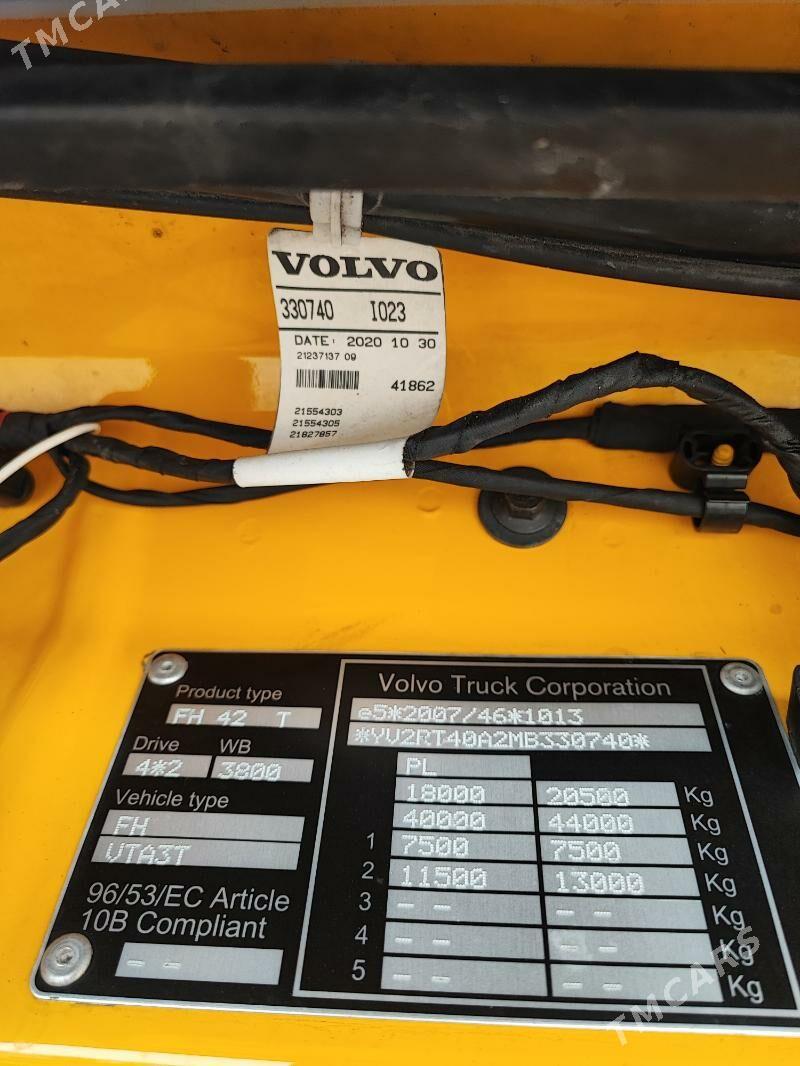 TMCARS
VOLVO
330740 I023
DATE: 2020 10 30
21237137 09
41862
21554303
21554305
21827857
Product type
FH 42 T
Drive WB
4*2 3800
Vehicle type
FH
VTA3T
96/53/EC Article
10B Compliant
- -
Volvo Truck Corporation
e5*2007/46*1013
*YV2RT40A2MB330740*
PL
18000 20500 Kg
40000 44000 Kg
1 7500 7500 Kg
2 11500 13000 Kg
3 - - - - Kg
4 - - - - Kg
5 - - - - Kg
TMCARS